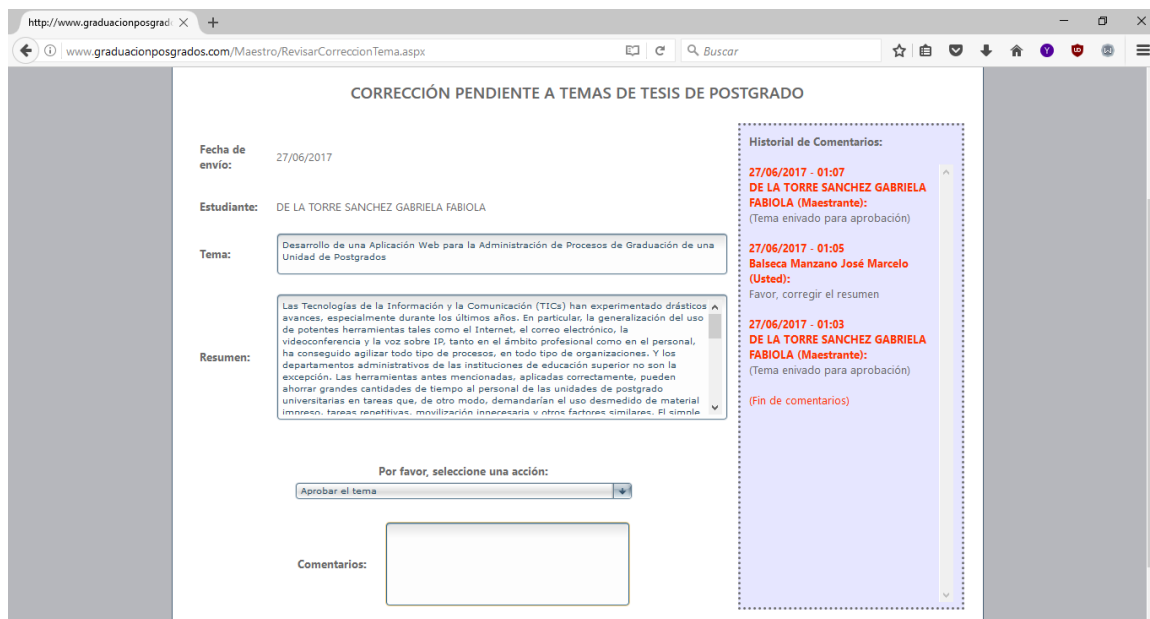 http://www.graduacionposgrad
www.graduacionposgrados.com/Maestro/RevisarCorreccionTema.aspx
Buscar
CORRECCIÓN PENDIENTE A TEMAS DE TESIS DE POSTGRADO
Fecha de
envío:
27/06/2017
Estudiante:
DE LA TORRE SANCHEZ GABRIELA FABIOLA
Tema:
Desarrollo de una Aplicación Web para la Administración de Procesos de Graduación de una
Unidad de Postgrados
Resumen:
Las Tecnologías de la Información y la Comunicación (TICs) han experimentado drásticos
avances, especialmente durante los últimos años. En particular, la generalización del uso
de potentes herramientas tales como el Internet, el correo electrónico, la
videoconferencia y la voz sobre IP, tanto en el ámbito profesional como en el personal,
ha conseguido agilizar todo tipo de procesos, en todo tipo de organizaciones. Y los
departamentos administrativos de las instituciones de educación superior no son la
excepción. Las herramientas antes mencionadas, aplicadas correctamente, pueden
ahorrar grandes cantidades de tiempo al personal de las unidades de postgrado
universitarias en tareas que, de otro modo, demandarían el uso desmedido de material
impreso, tareas repetitivas, movilización innecesaria y otros factores similares. El simple
Por favor, seleccione una acción:
Aprobar el tema
Comentarios:
Historial de Comentarios:
27/06/2017 - 01:07
DE LA TORRE SANCHEZ GABRIELA
FABIOLA (Maestrante):
(Tema enivado para aprobación)
27/06/2017 - 01:05
Balseca Manzano José Marcelo
(Usted):
Favor, corregir el resumen
27/06/2017 - 01:03
DE LA TORRE SANCHEZ GABRIELA
FABIOLA (Maestrante):
(Tema enivado para aprobación)
(Fin de comentarios)